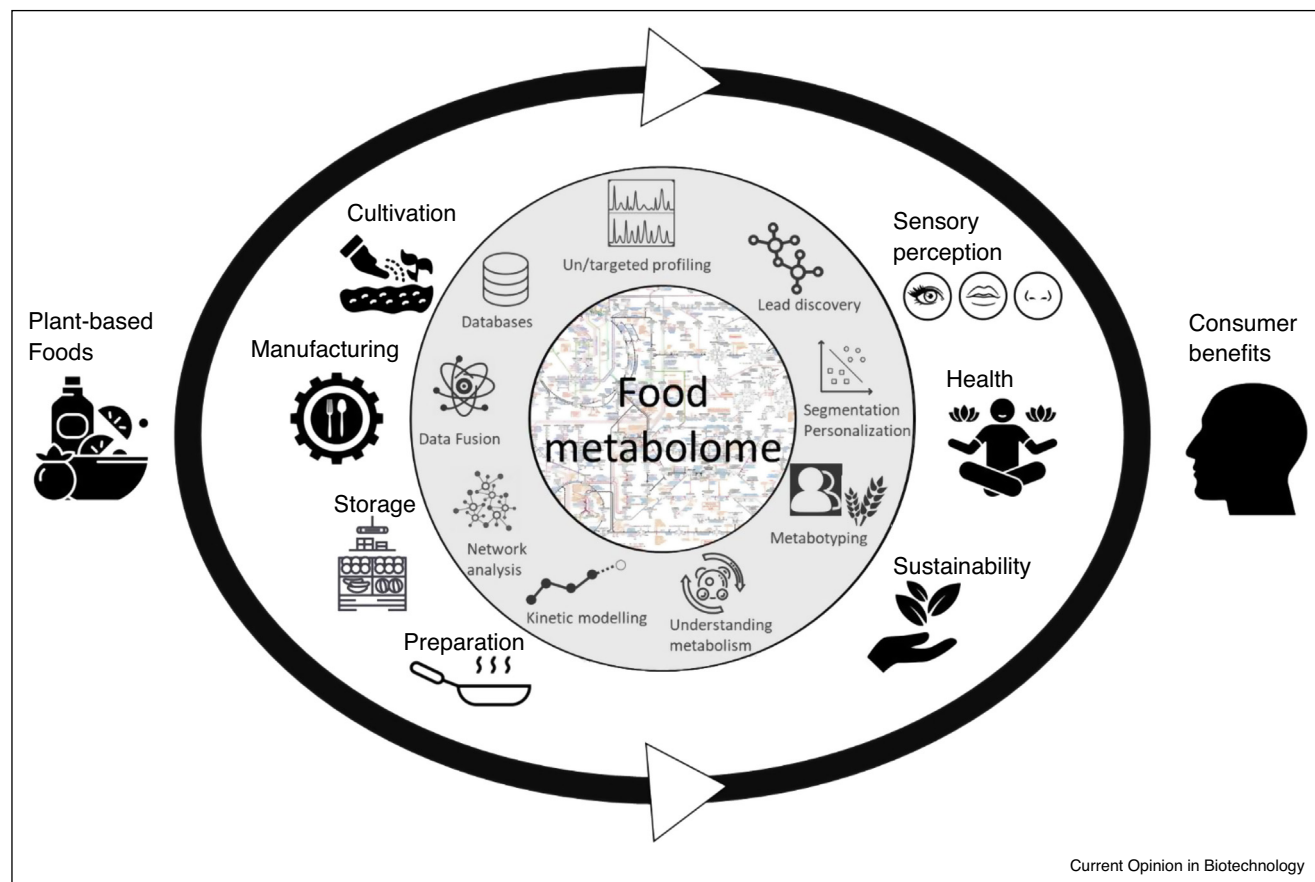 Cultivation
Sensory
perception
Un/targeted profiling
Lead discovery
Databases
Plant-based
Foods
Manufacturing
Consumer
benefits
Health
Food
metabolome
Segmentation
Personalization
Data Fusion
Storage
Network
analysis
Metabotyping
Sustainability
Kinetic modelling
Understanding
metabolism
Preparation
Current Opinion in Biotechnology